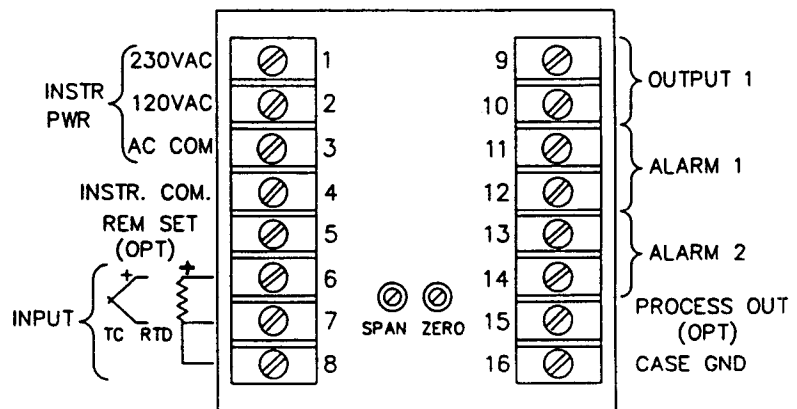 230VAC
INSTR
PWR
120VAC
AC COM
INSTR. COM.
REM SET
(OPT)
INPUT
+
+
TC RTD
1
2
3
4
5
6
7
8
SPAN ZERO
9
10
11
12
13
14
15
16
OUTPUT 1
ALARM 1
ALARM 2
PROCESS OUT
(OPT)
CASE GND